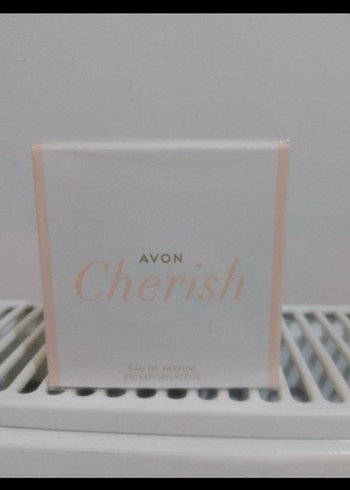 AVON
Cherish
EAU DE PARFUM
EN VAPORISATEUR